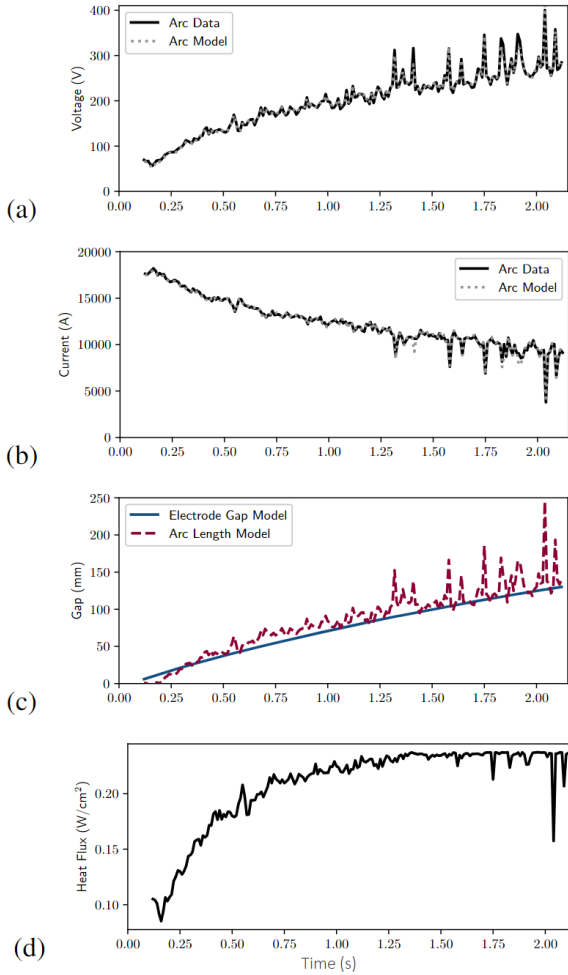 400
300
200
100
0
Voltage (V)
Arc Data
Arc Model
0.00 0.25 0.50 0.75 1.00 1.25 1.50 1.75 2.00
(a)
20000
15000
10000
5000
0
Current (A)
Arc Data
Arc Model
0.00 0.25 0.50 0.75 1.00 1.25 1.50 1.75 2.00
(b)
250
200
150
100
50
0
Gap (mm)
Electrode Gap Model
Arc Length Model
0.00 0.25 0.50 0.75 1.00 1.25 1.50 1.75 2.00
(c)
0.20
0.15
0.10
Heat Flux (W/cm²)
0.00 0.25 0.50 0.75 1.00 1.25 1.50 1.75 2.00
Time (s)
(d)